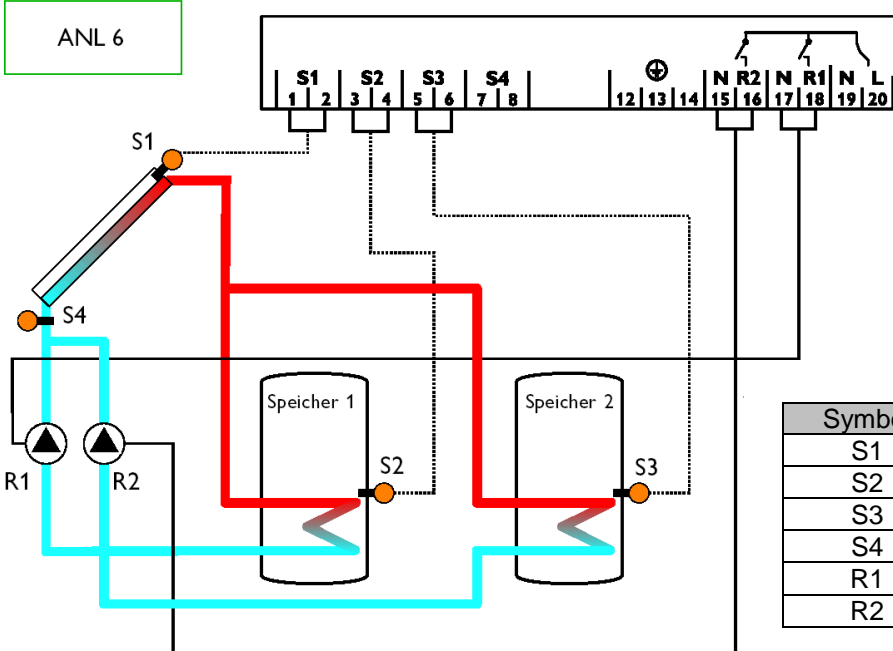 ANL 6
S1 S2 S3 S4 N R2 N R1 N L
1 2 3 4 5 6 7 8 12 13 14 15 16 17 18 19 20
S1
S4
Speicher 1
Speicher 2
S2
S3
R1
R2
Symbo
S1
S2
S3
S4
R1
R2